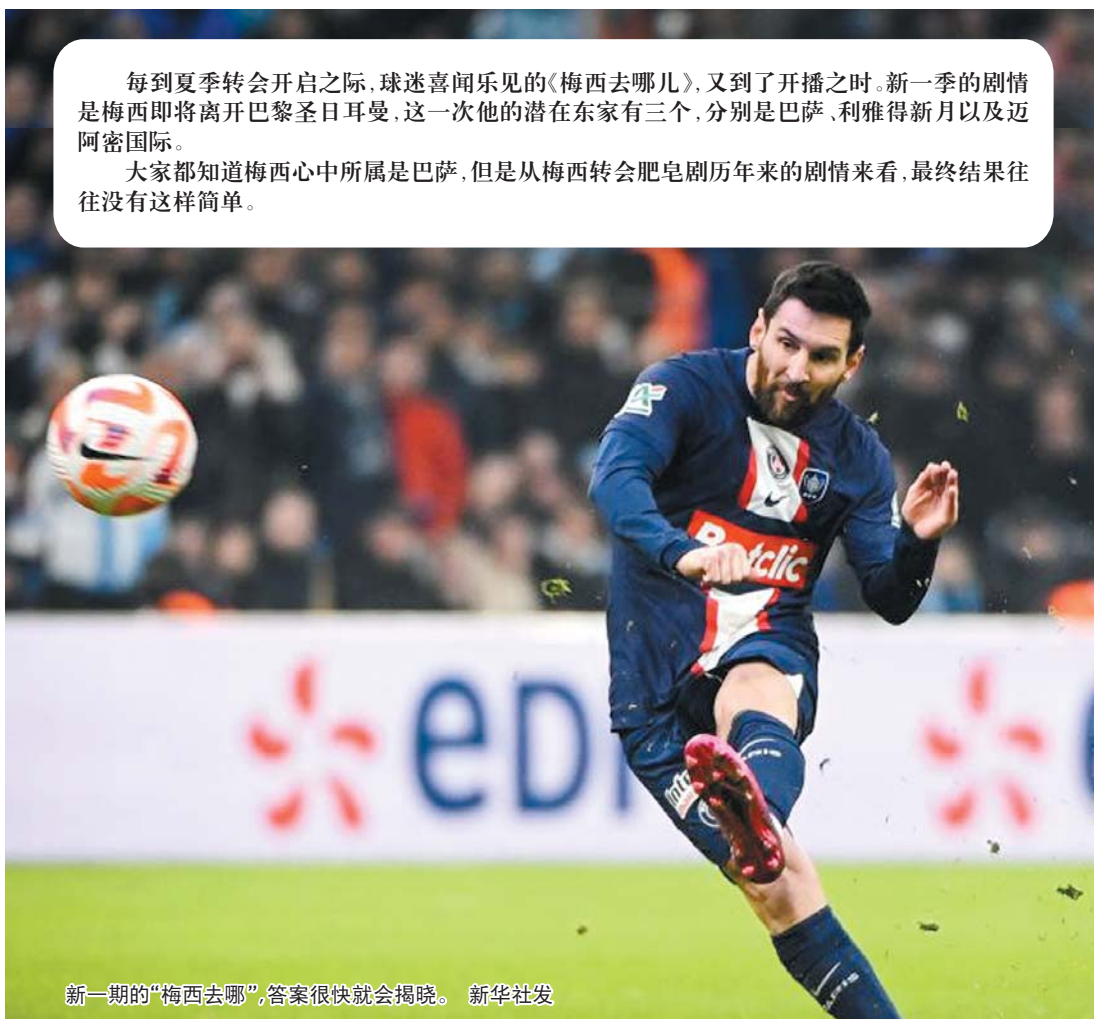 每到夏季转会开启之际,球迷喜闻乐见的《梅西去哪儿》,又到了开播之时。新一季的剧情
是梅西即将离开巴黎圣日耳曼,这一次他的潜在东家有三个,分别是巴萨、利雅得新月以及迈
阿密国际。
大家都知道梅西心中所属是巴萨,但是从梅西转会肥皂剧历年来的剧情来看,最终结果往
往没有这样简单。
eDF
新一期的“梅西去哪”,答案很快就会揭晓。 新华社发